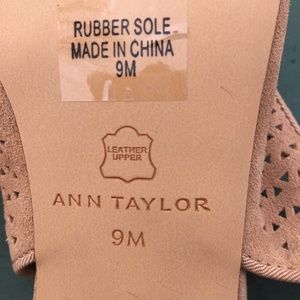 RUBBER SOLE
MADE IN CHINA
9M
LEATHER
UPPER
ANN TAYLOR
9M